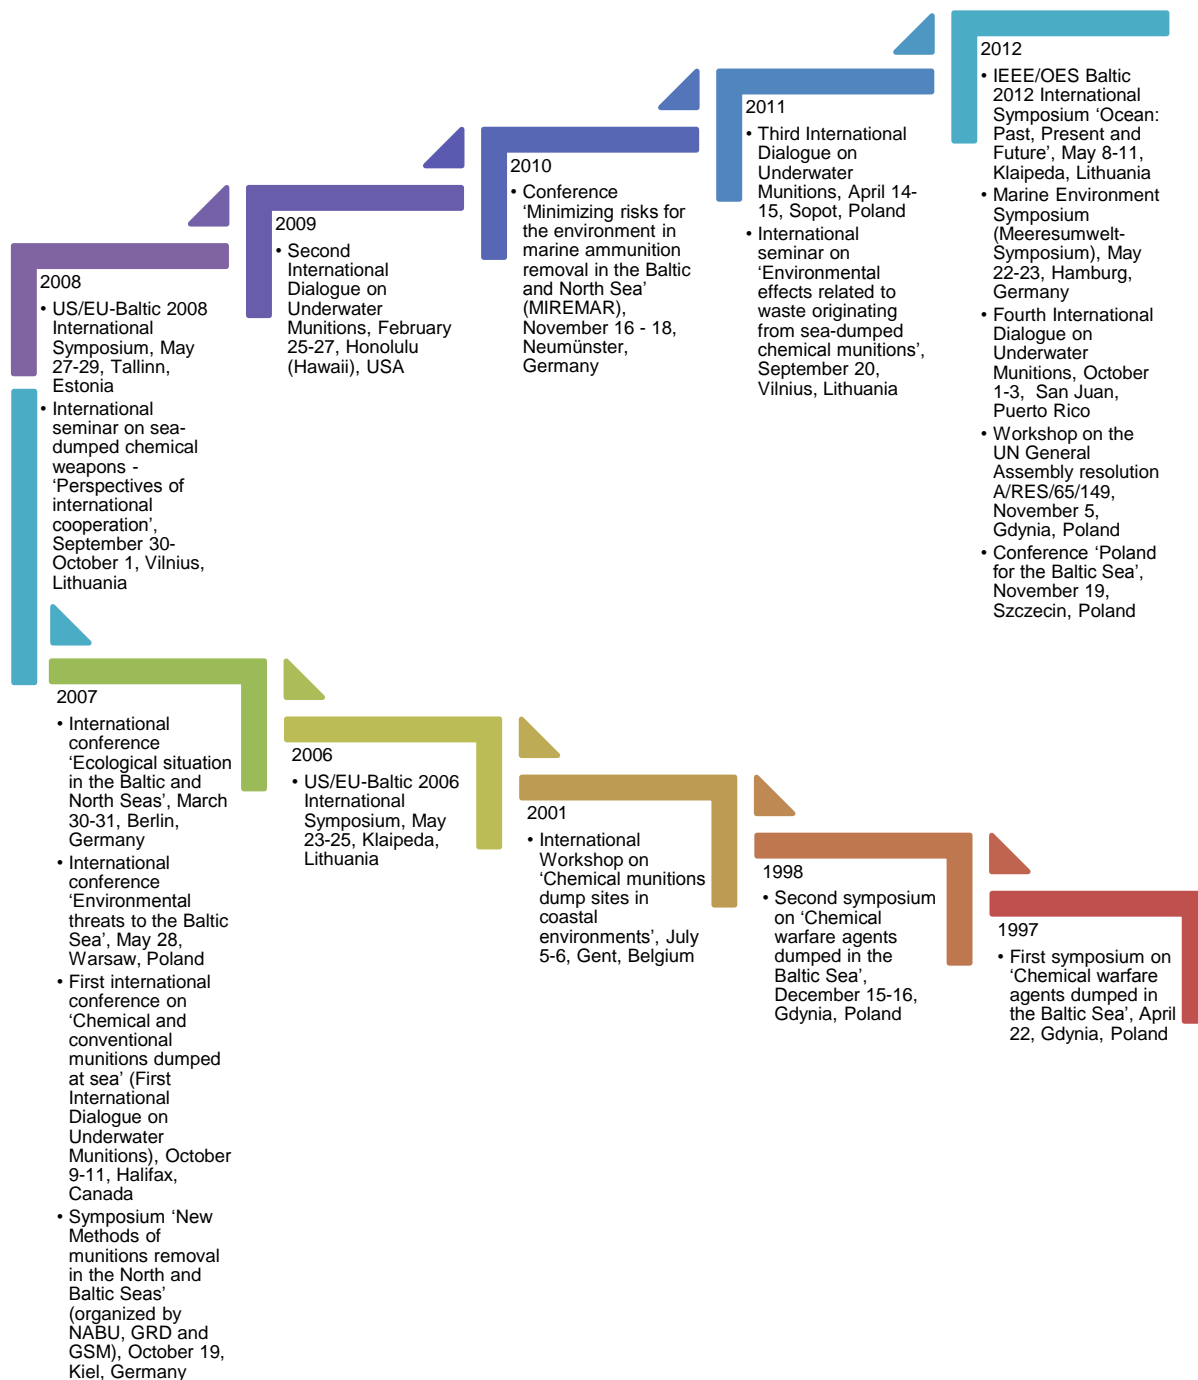 2012
• IEEE/OES Baltic
2012 International
Symposium ‘Ocean:
Past, Present and
Future’, May 8-11,
Klaipeda, Lithuania
• Marine Environment
Symposium
(Meeresumwelt-
Symposium), May
22-23, Hamburg,
Germany
• Fourth International
Dialogue on
Underwater
Munitions, October
1-3, San Juan,
Puerto Rico
• Workshop on the
UN General
Assembly resolution
A/RES/65/149,
November 5,
Gdynia, Poland
• Conference ‘Poland
for the Baltic Sea’,
November 19,
Szczecin, Poland
2011
• Third International
Dialogue on
Underwater
Munitions, April 14-
15, Sopot, Poland
• International
seminar on
‘Environmental
effects related to
waste originating
from sea-dumped
chemical munitions’,
September 20,
Vilnius, Lithuania
2010
• Conference
‘Minimizing risks for
the environment in
marine ammunition
removal in the Baltic
and North Sea’
(MIREMAR),
November 16 - 18,
Neumünster,
Germany
2009
• Second
International
Dialogue on
Underwater
Munitions, February
25-27, Honolulu
(Hawaii), USA
2008
• US/EU-Baltic 2008
International
Symposium, May
27-29, Tallinn,
Estonia
• International
seminar on sea-
dumped chemical
weapons -
‘Perspectives of
international
cooperation’,
September 30-
October 1, Vilnius,
Lithuania
2007
• International
conference
‘Ecological situation
in the Baltic and
North Seas’, March
30-31, Berlin,
Germany
• International
conference
‘Environmental
threats to the Baltic
Sea’, May 28,
Warsaw, Poland
• First international
conference on
‘Chemical and
conventional
munitions dumped
at sea’ (First
International
Dialogue on
Underwater
Munitions), October
9-11, Halifax,
Canada
• Symposium ‘New
Methods of
munitions removal
in the North and
Baltic Seas’
(organized by
NABU, GRD and
GSM), October 19,
Kiel, Germany
2006
• US/EU-Baltic 2006
International
Symposium, May
23-25, Klaipeda,
Lithuania
2001
• International
Workshop on
‘Chemical munitions
dump sites in
coastal
environments’, July
5-6, Gent, Belgium
1998
• Second symposium
on ‘Chemical
warfare agents
dumped in the
Baltic Sea’,
December 15-16,
Gdynia, Poland
1997
• First symposium on
‘Chemical warfare
agents dumped in
the Baltic Sea’, April
22, Gdynia, Poland